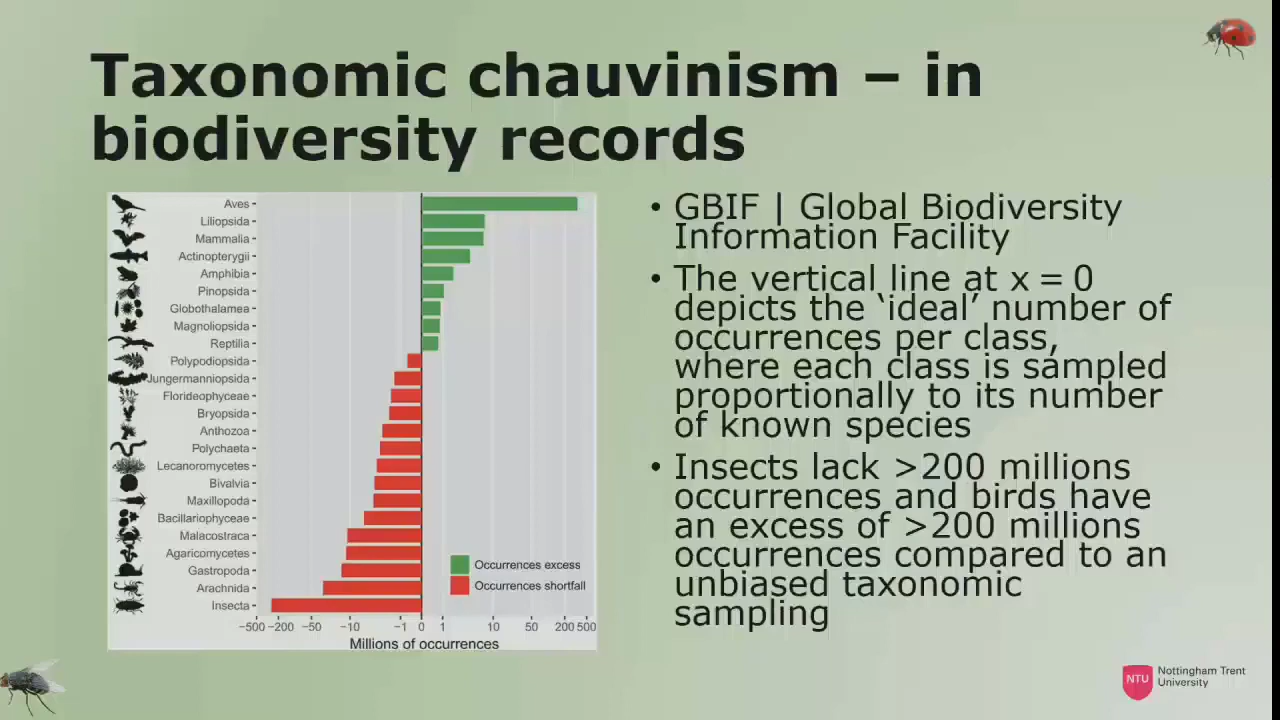 Taxonomic chauvinism – in
biodiversity records
Aves
Liliopsida
Mammalia
Actinopterygii
Amphibia
Pinopsida
Globothalamea
Magnoliopsida
Reptilia
Polypodiopsida
Jungermanniopsida
Florideophyceae
Bryopsida
Anthozoa
Polychaeta
Lecanoromycetes
Bivalvia
Maxillopoda
Bacillariophyceae
Malacostraca
Agaricomycetes
Gastropoda
Arachnida
Insecta
Occurrences excess
Occurrences shortfall
−500 −200 −50 −10 −1 0 1 10 50 200 500
Millions of occurrences
• GBIF | Global Biodiversity
Information Facility
• The vertical line at x = 0
depicts the ‘ideal’ number of
occurrences per class,
where each class is sampled
proportionally to its number
of known species
• Insects lack >200 millions
occurrences and birds have
an excess of >200 millions
occurrences compared to an
unbiased taxonomic
sampling
NTU
Nottingham Trent
University